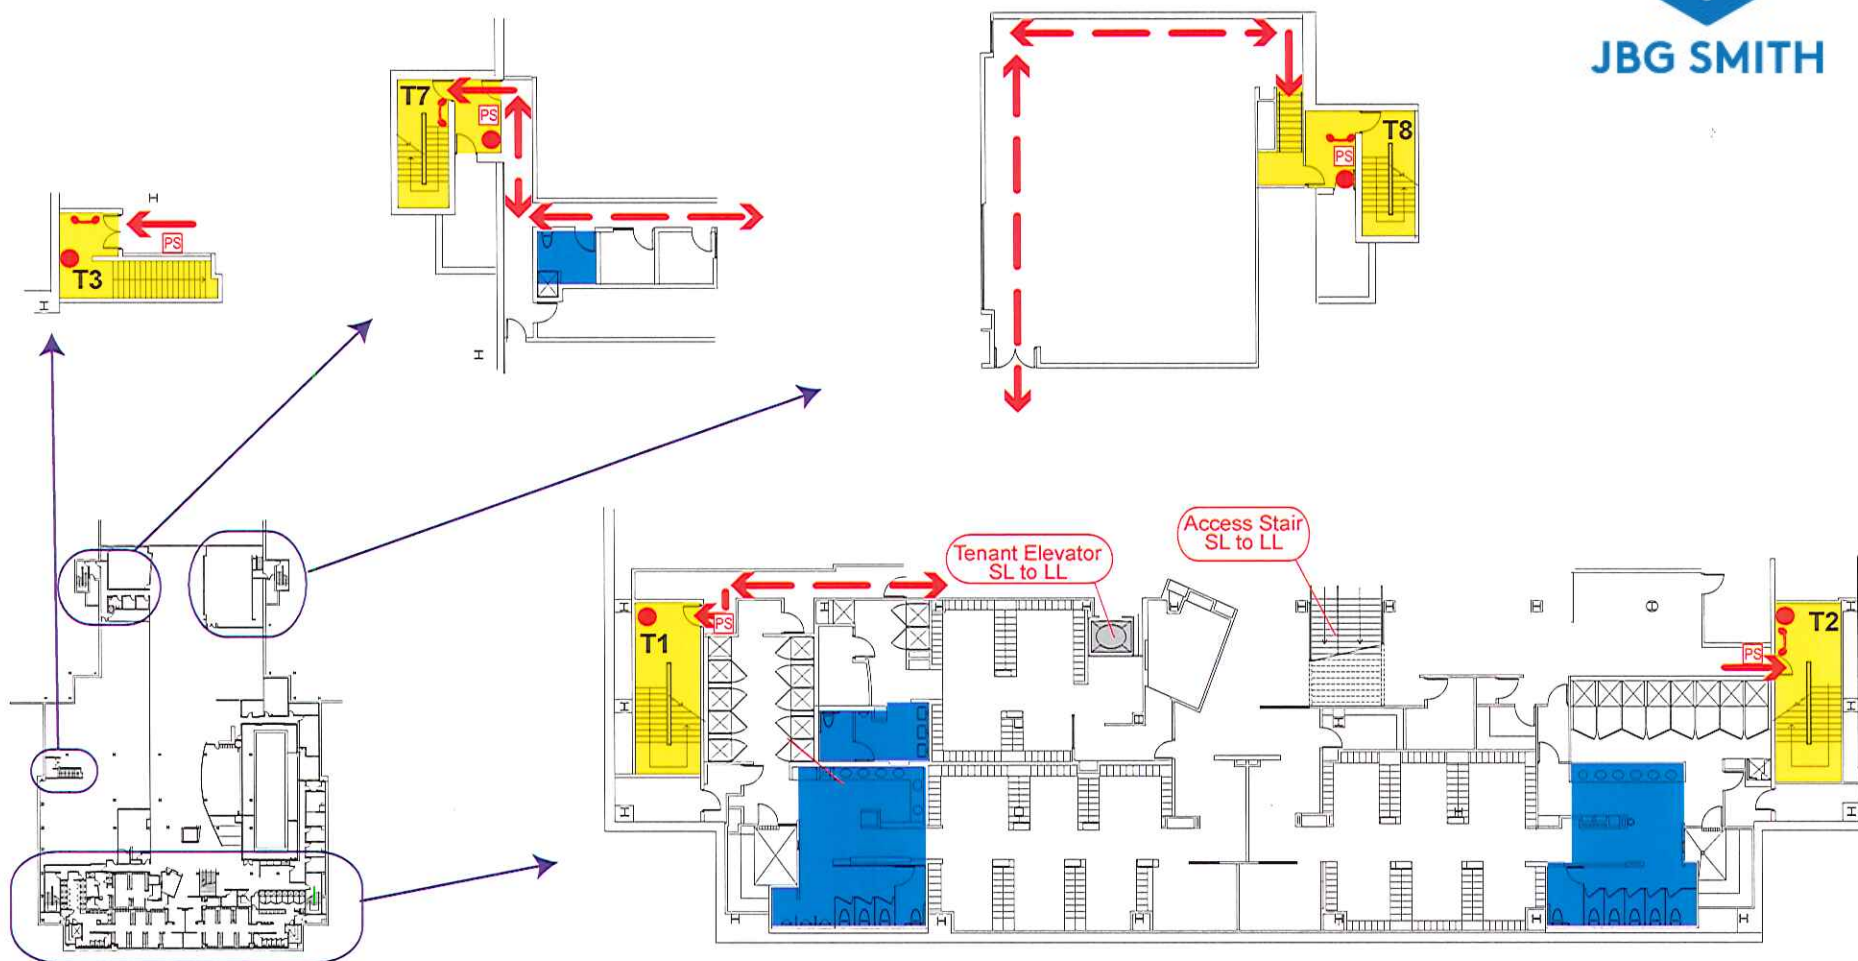 JBG SMITH
T7
PS
T8
PS
PS
T3
Tenant Elevator
SL to LL
Access Stair
SL to LL
T1
PS
T2
PS